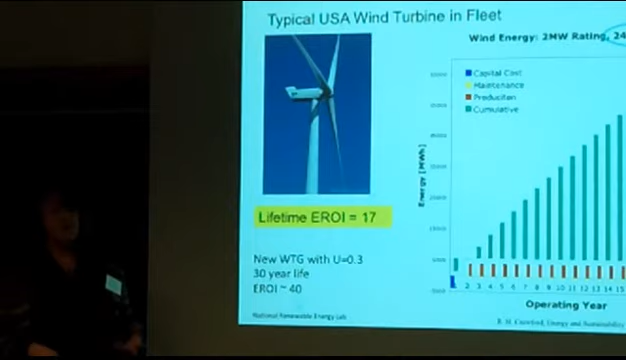 Typical USA Wind Turbine in Fleet
Wind Energy: 2MW Rating, 24
Capital Cost
Maintenance
Production
Cumulative
Energy [MWh]
Lifetime EROI = 17
New WTG with U=0.3
30 year life
EROI ~ 40
2 3 4 5 6 7 8 9 10 11 12 13 14 15
Operating Year
National Renewable Energy Lab